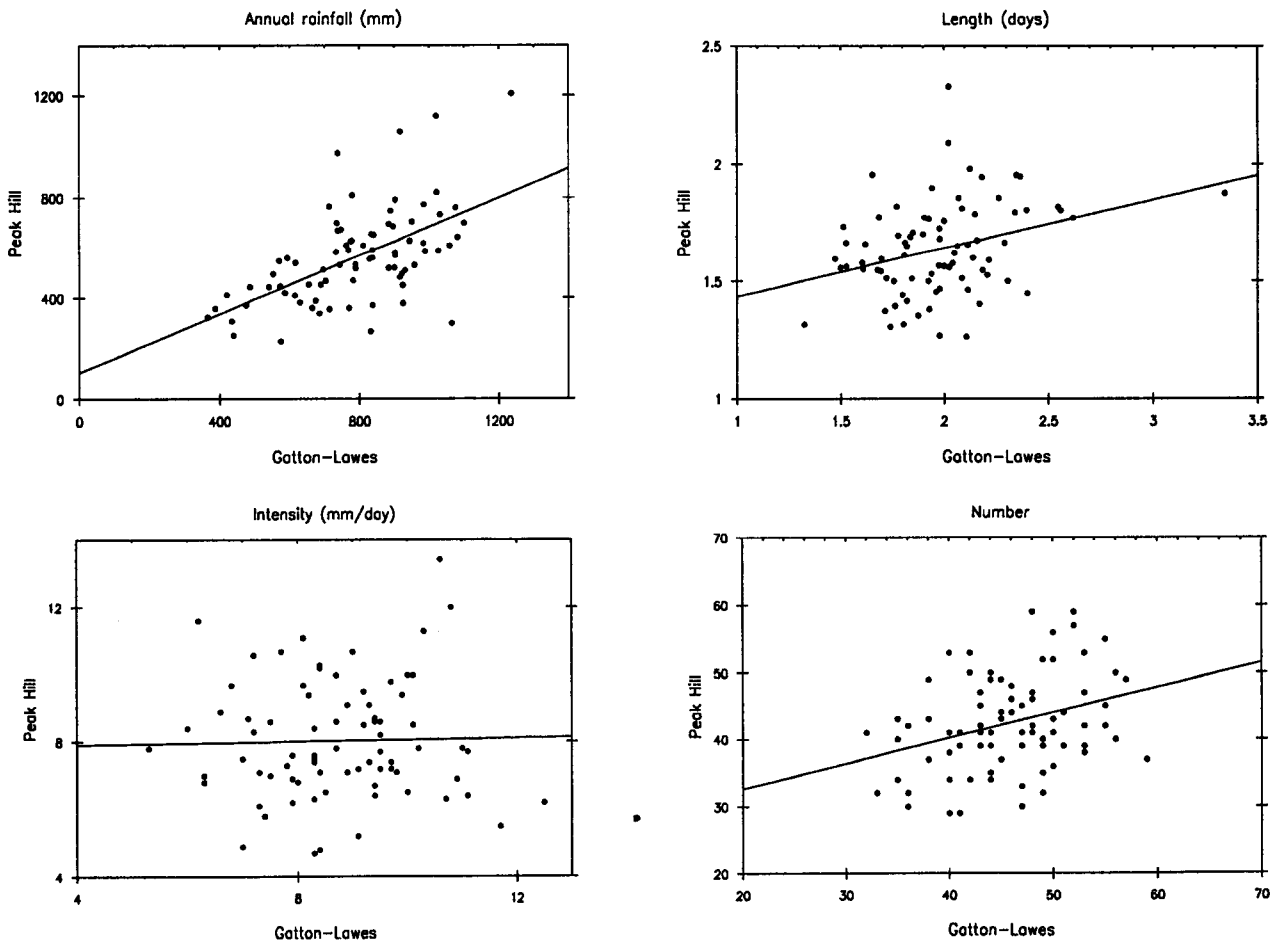 Annual rainfall (mm)
1200
800
400
0
Peak Hill
0 400 800 1200
Gatton-Lawes
Length (days)
2.5
2
1.5
1
Peak Hill
1 1.5 2 2.5 3 3.5
Gatton-Lawes
Intensity (mm/day)
12
8
4
Peak Hill
4 8 12
Gatton-Lawes
Number
70
60
50
40
30
20
Peak Hill
20 30 40 50 60 70
Gatton-Lawes